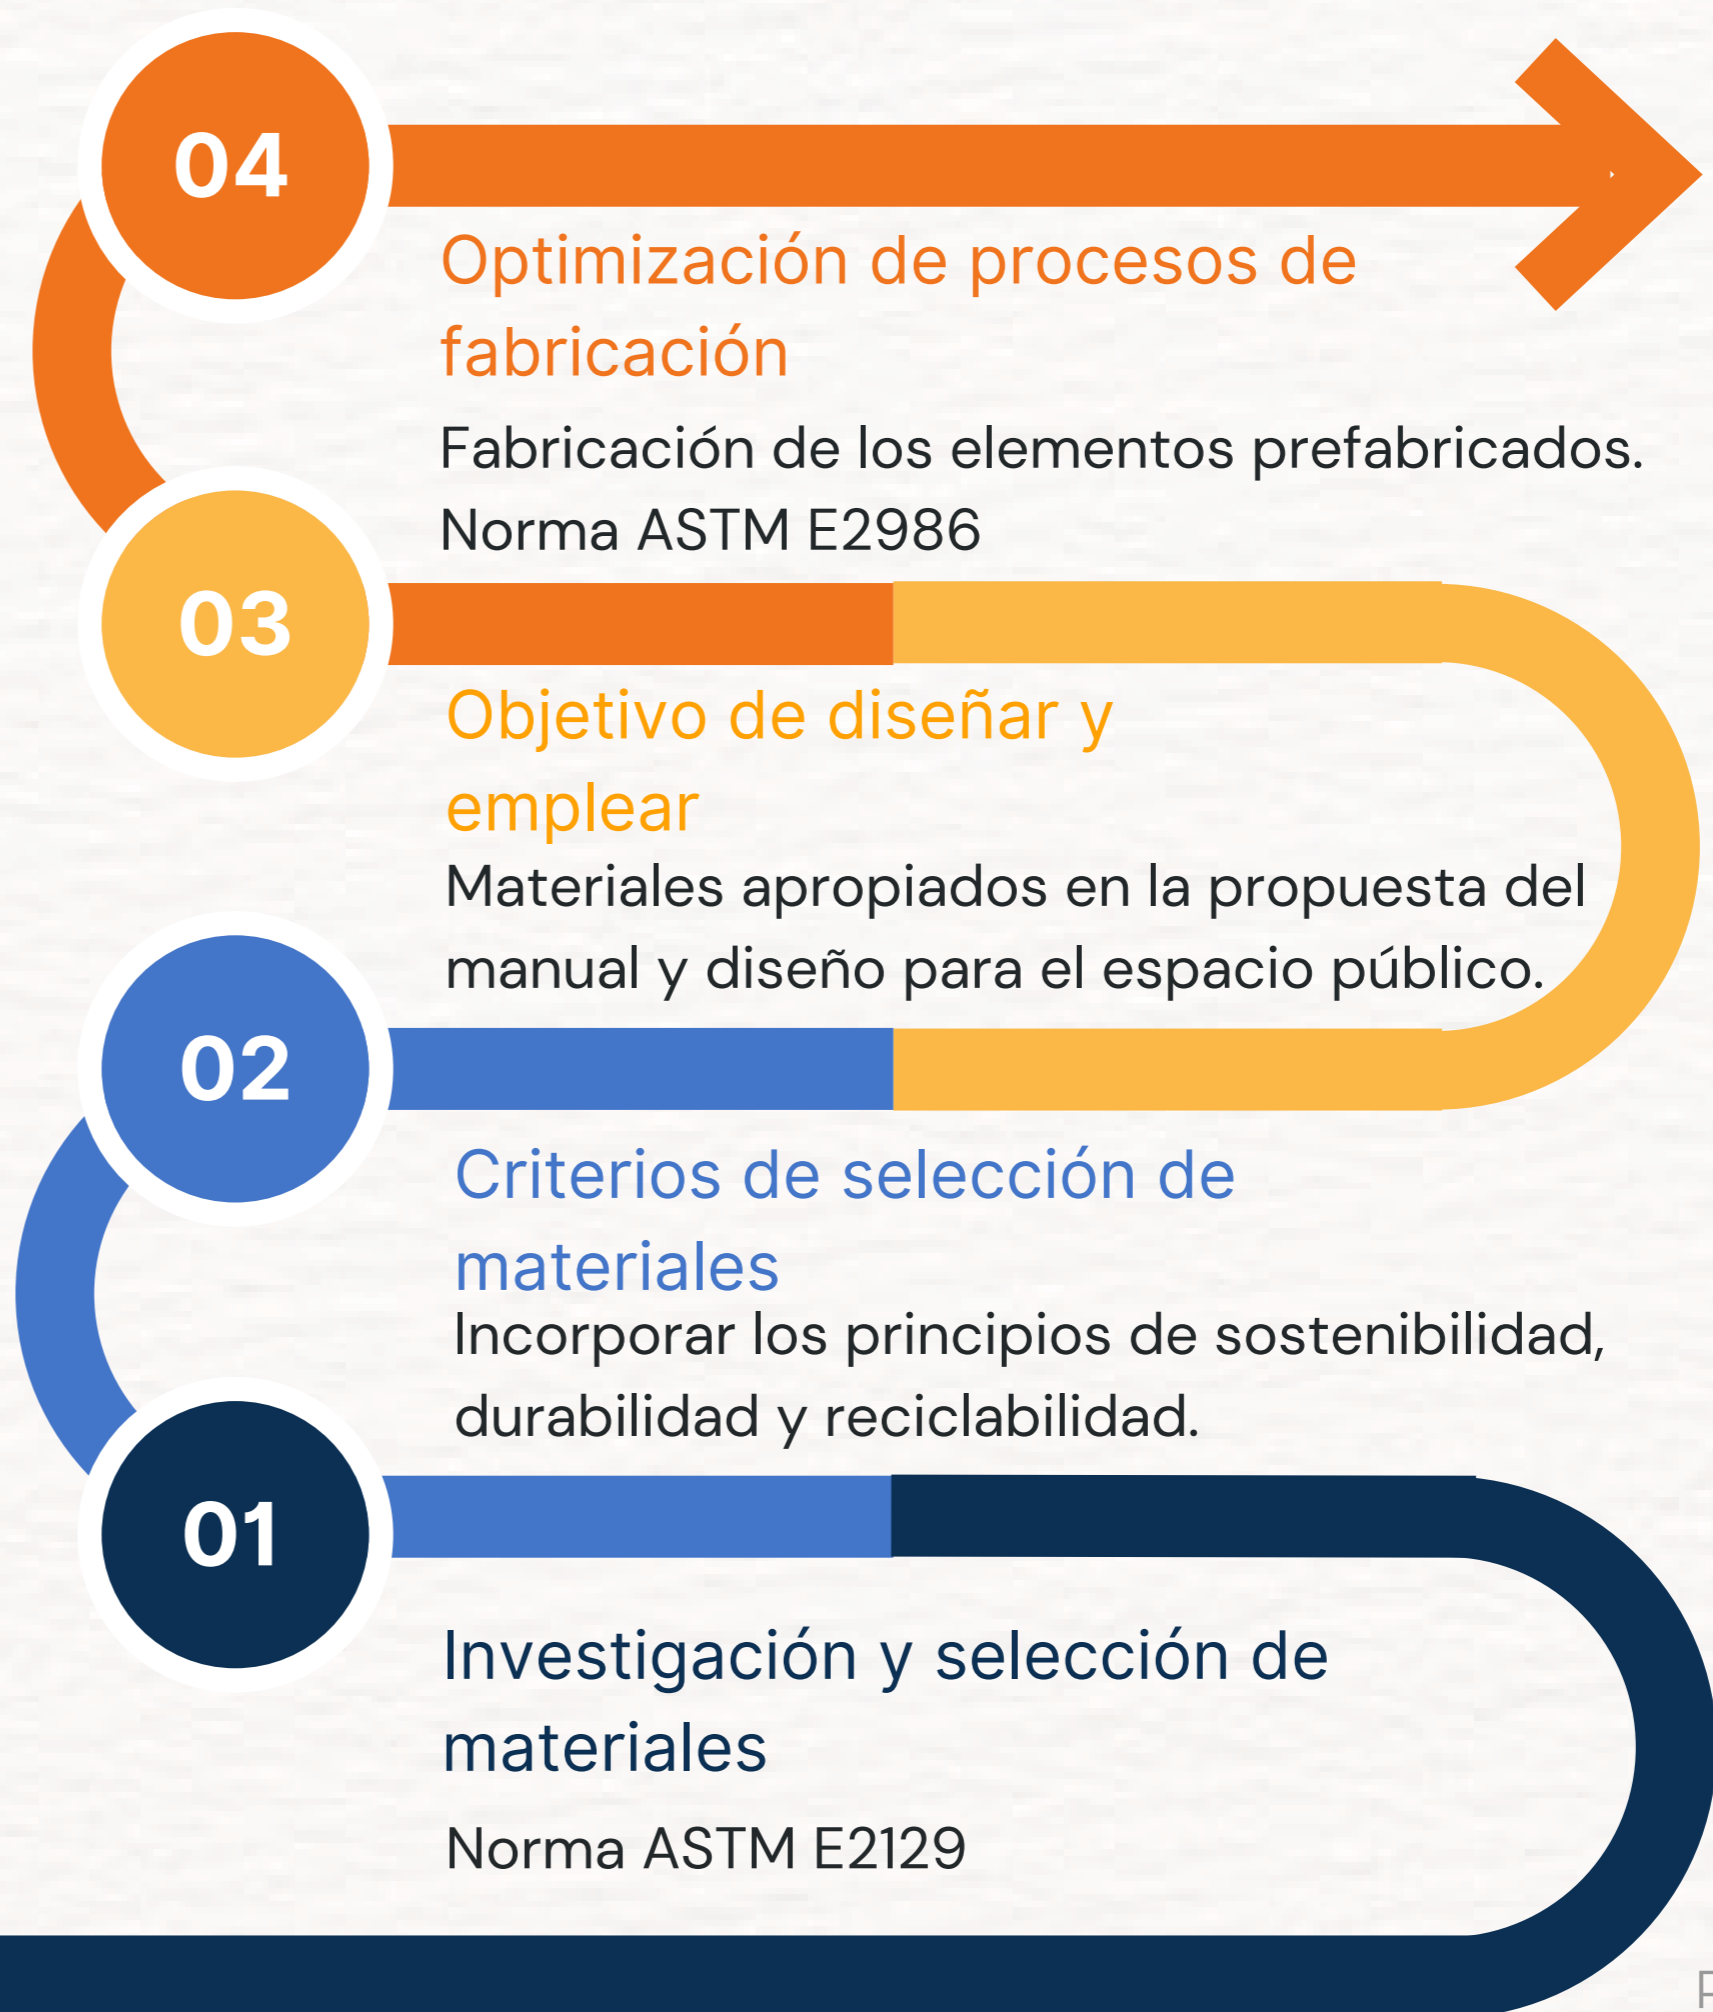 04
Optimización de procesos de
fabricación
Fabricación de los elementos prefabricados.
Norma ASTM E2986
03
Objetivo de diseñar y
emplear
Materiales apropiados en la propuesta del
manual y diseño para el espacio público.
02
Criterios de selección de
materiales
Incorporar los principios de sostenibilidad,
durabilidad y reciclabilidad.
01
Investigación y selección de
materiales
Norma ASTM E2129